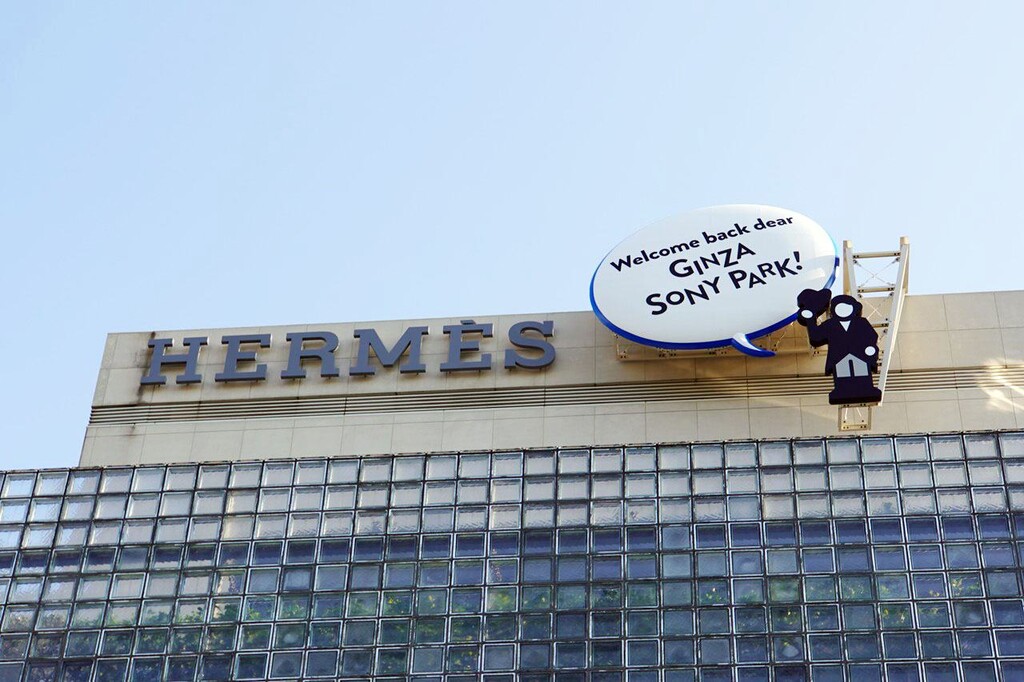 HERMÈS
Welcome back dear
GINZA
SONY PARK!